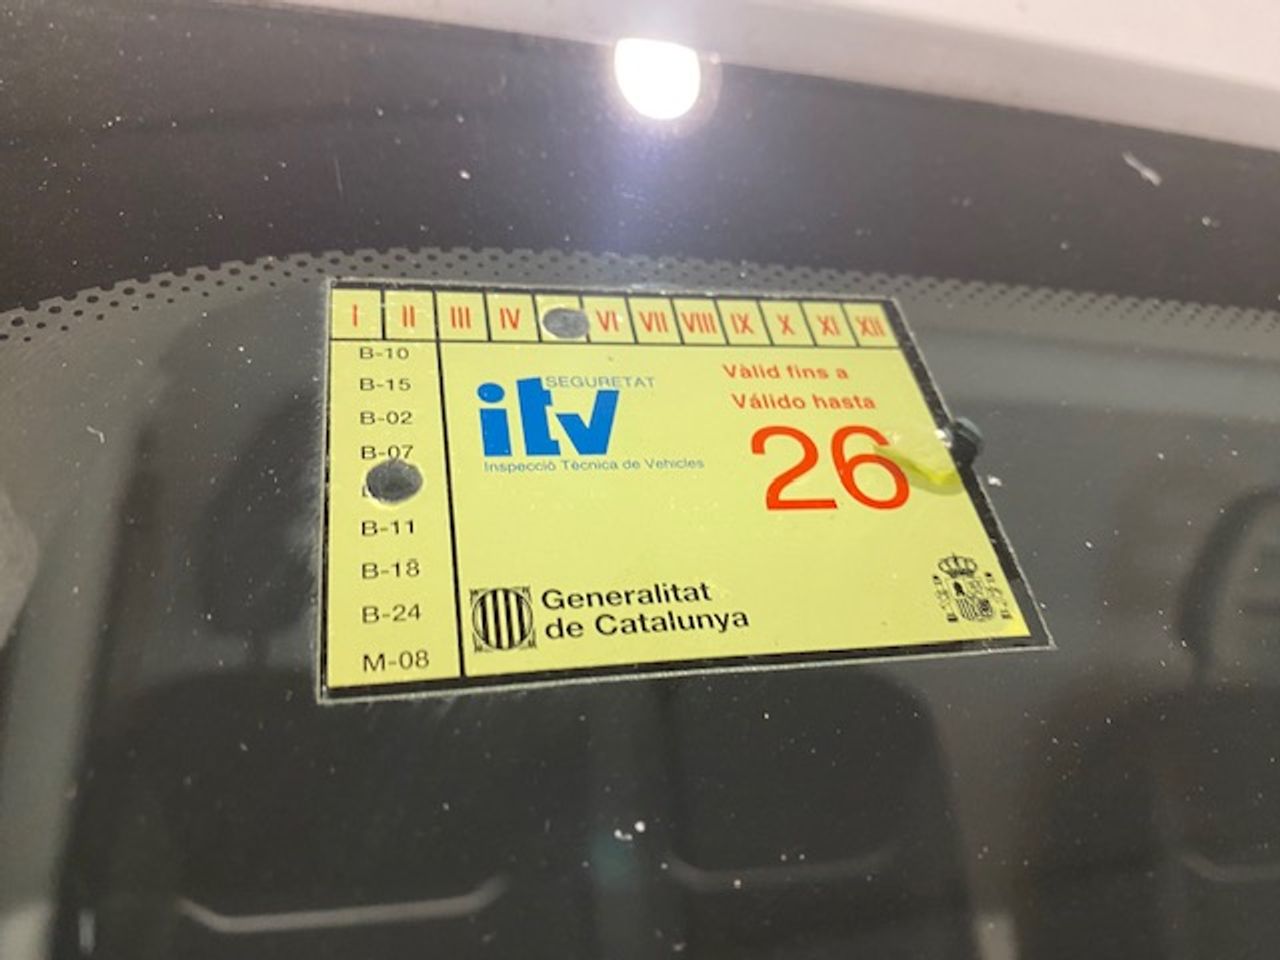 I II III IV VI VII VIII IX X XI XII
B-10
B-15
B-02
B-07
B-11
B-18
B-24
M-08
SEGURETAT
itv
Inspecció Tècnica de Vehicles
Vàlid fins a
Válido hasta
26
Generalitat
de Catalunya